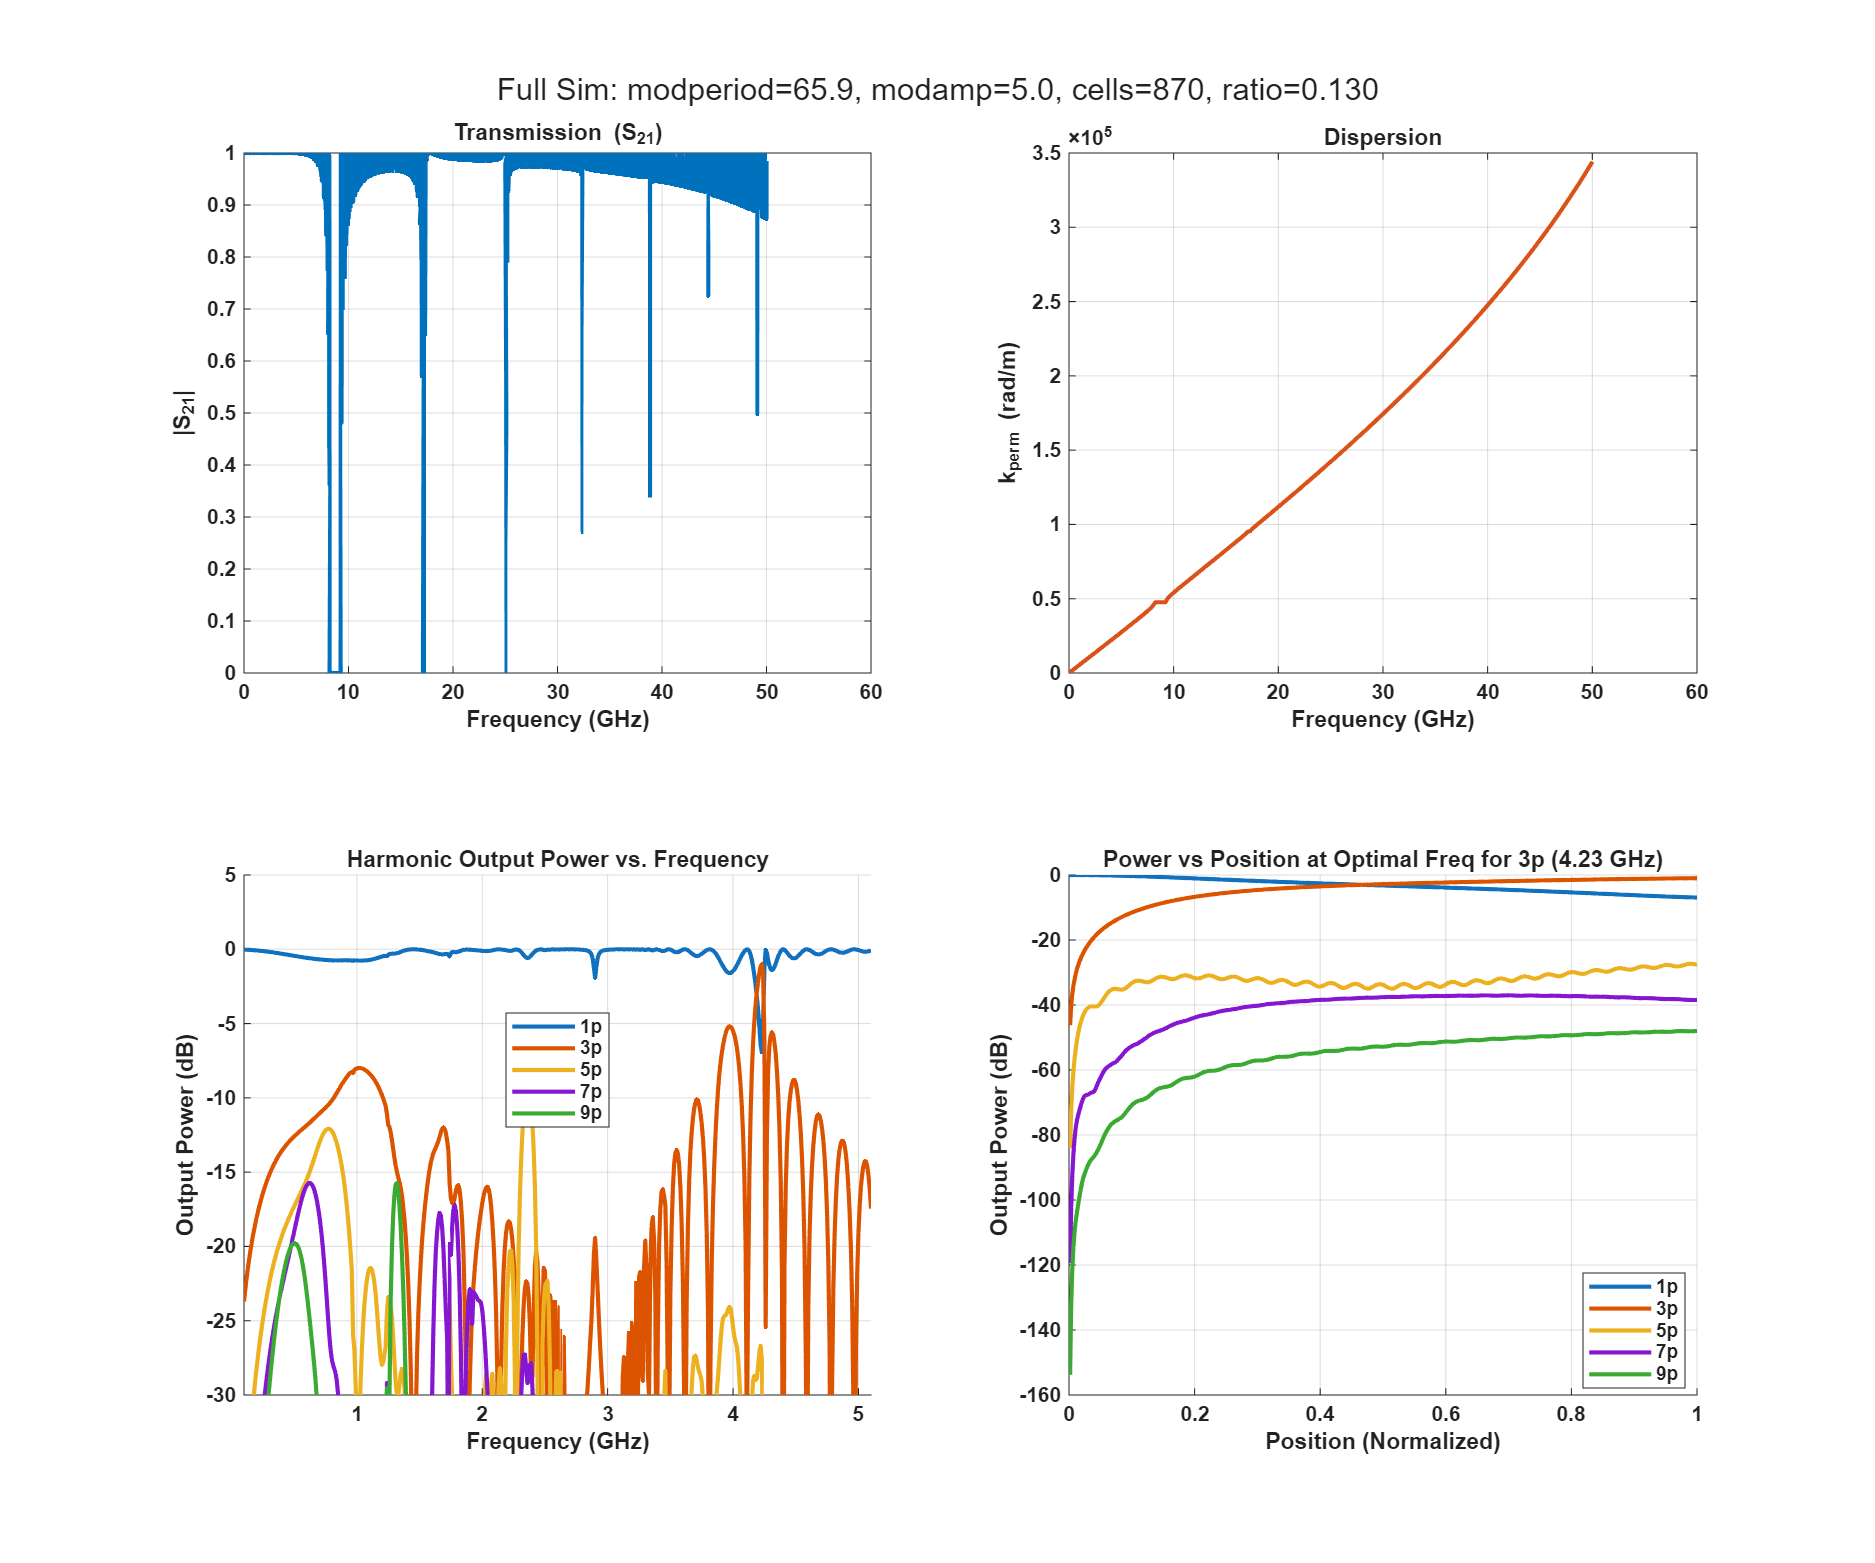 Full Sim: modperiod=65.9, modamp=5.0, cells=870, ratio=0.130
Transmission (S21)
1
0.9
0.8
0.7
0.6
0.5
0.4
0.3
0.2
0.1
0
|S21|
0 10 20 30 40 50 60
Frequency (GHz)
×10^5
Dispersion
3.5
3
2.5
2
1.5
1
0.5
0
kperm (rad/m)
0 10 20 30 40 50 60
Frequency (GHz)
Harmonic Output Power vs. Frequency
5
0
-5
-10
-15
-20
-25
-30
Output Power (dB)
1p
3p
5p
7p
9p
1 2 3 4 5
Frequency (GHz)
Power vs Position at Optimal Freq for 3p (4.23 GHz)
0
-20
-40
-60
-80
-100
-120
-140
-160
Output Power (dB)
1p
3p
5p
7p
9p
0 0.2 0.4 0.6 0.8 1
Position (Normalized)